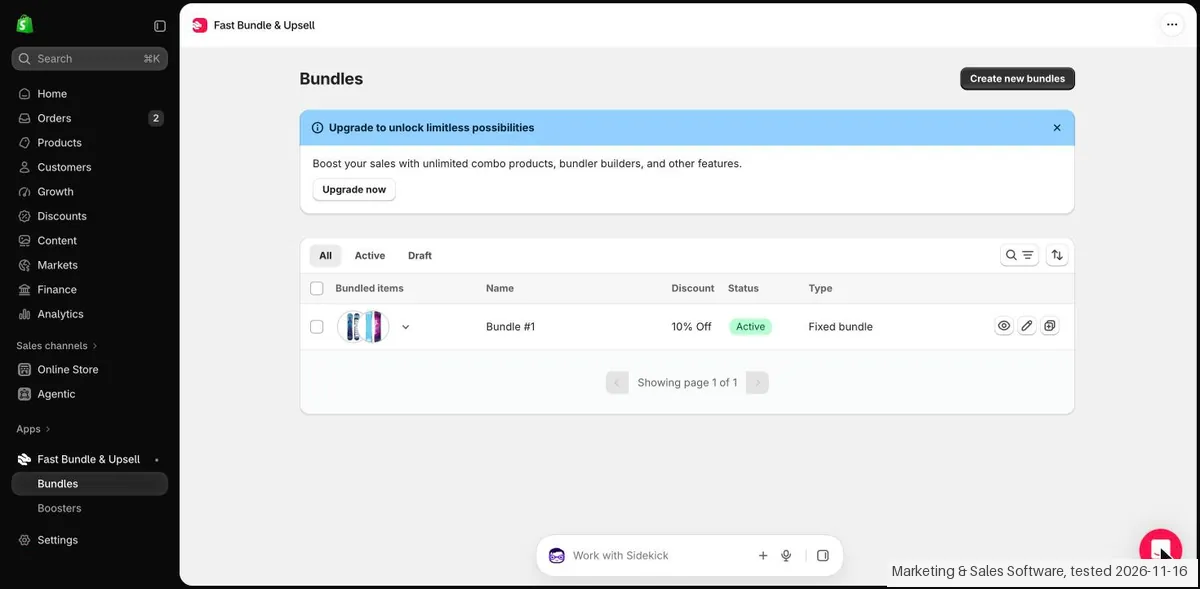 Fast Bundle & Upsell
Search ⌘K
Home
Orders 2
Products
Customers
Growth
Discounts
Content
Markets
Finance
Analytics
Sales channels
Online Store
Agentic
Apps
Fast Bundle & Upsell
Bundles
Boosters
Settings
Bundles
Create new bundles
Upgrade to unlock limitless possibilities
Boost your sales with unlimited combo products, bundler builders, and other features.
Upgrade now
All Active Draft
Bundled items Name Discount Status Type
Bundle #1 10% Off Active Fixed bundle
Showing page 1 of 1
Work with Sidekick
Marketing & Sales Software, tested 2026-11-16